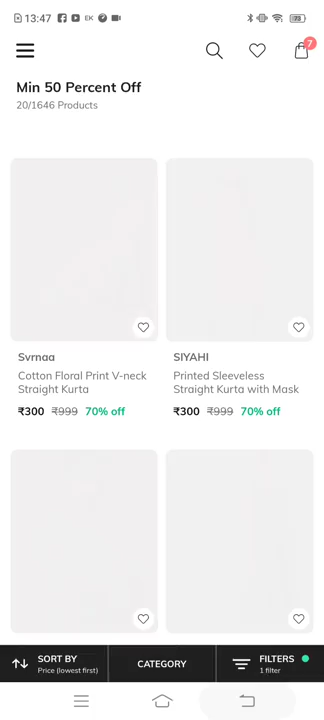 13:47 EK 73
7
Min 50 Percent Off
20/1646 Products
Svrnaa
Cotton Floral Print V-neck
Straight Kurta
₹300 ₹999 70% off
SIYAHI
Printed Sleeveless
Straight Kurta with Mask
₹300 ₹999 70% off
SORT BY
Price (lowest first)
CATEGORY
FILTERS
1 filter